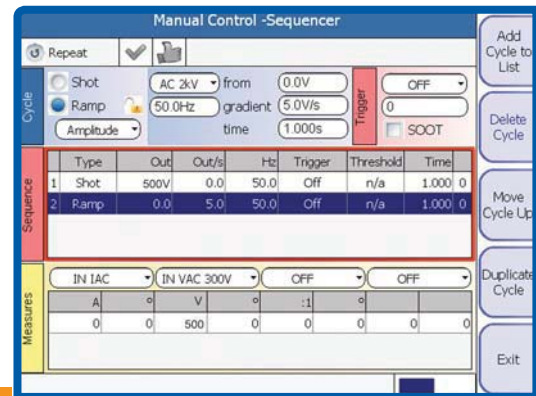 Manual Control -Sequencer
Repeat
Cycle
Shot
Ramp
Amplitude
AC 2kV
50.0Hz
from
0.0V
gradient
5.0V/s
time
1.000s
Trigger
OFF
0
SOOT
Sequence
Type Out Out/s Hz Trigger Threshold Time
1 Shot 500V 0.0 50.0 Off n/a 1.000 0
2 Ramp 0.0 5.0 50.0 Off n/a 1.000 0
Measures
IN IAC IN VAC 300V OFF OFF
A ° V ° :1 °
0 0 500 0 0 0 0 0
Add
Cycle to
List
Delete
Cycle
Move
Cycle Up
Duplicate
Cycle
Exit